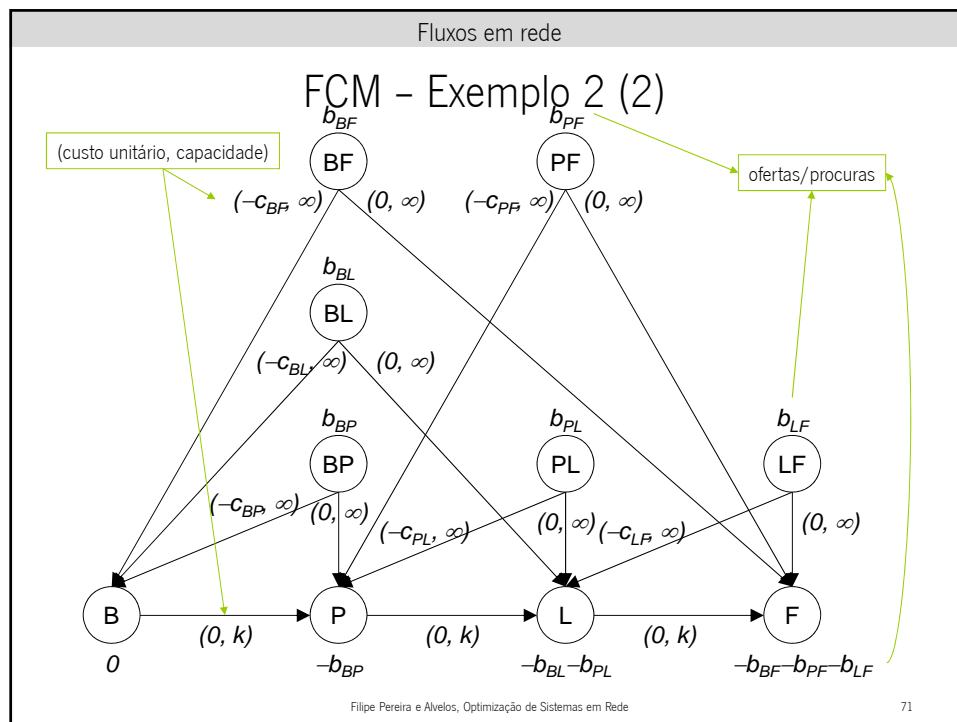 Fluxos em rede
FCM – Exemplo 2 (2)
b_BF b_PF
(custo unitário, capacidade)
BF PF
ofertas/procuras
(–c_BF, ∞) (0, ∞) (–c_PF, ∞) (0, ∞)
b_BL
BL
(–c_BL, ∞) (0, ∞)
b_BP b_PL b_LF
BP PL LF
(–c_BP, ∞) (0, ∞) (–c_PL, ∞) (0, ∞) (–c_LF, ∞) (0, ∞)
B P L F
(0, k) (0, k) (0, k)
0 –b_BP –b_BL–b_PL –b_BF–b_PF–b_LF
Filipe Pereira e Alvelos, Optimização de Sistemas em Rede 71